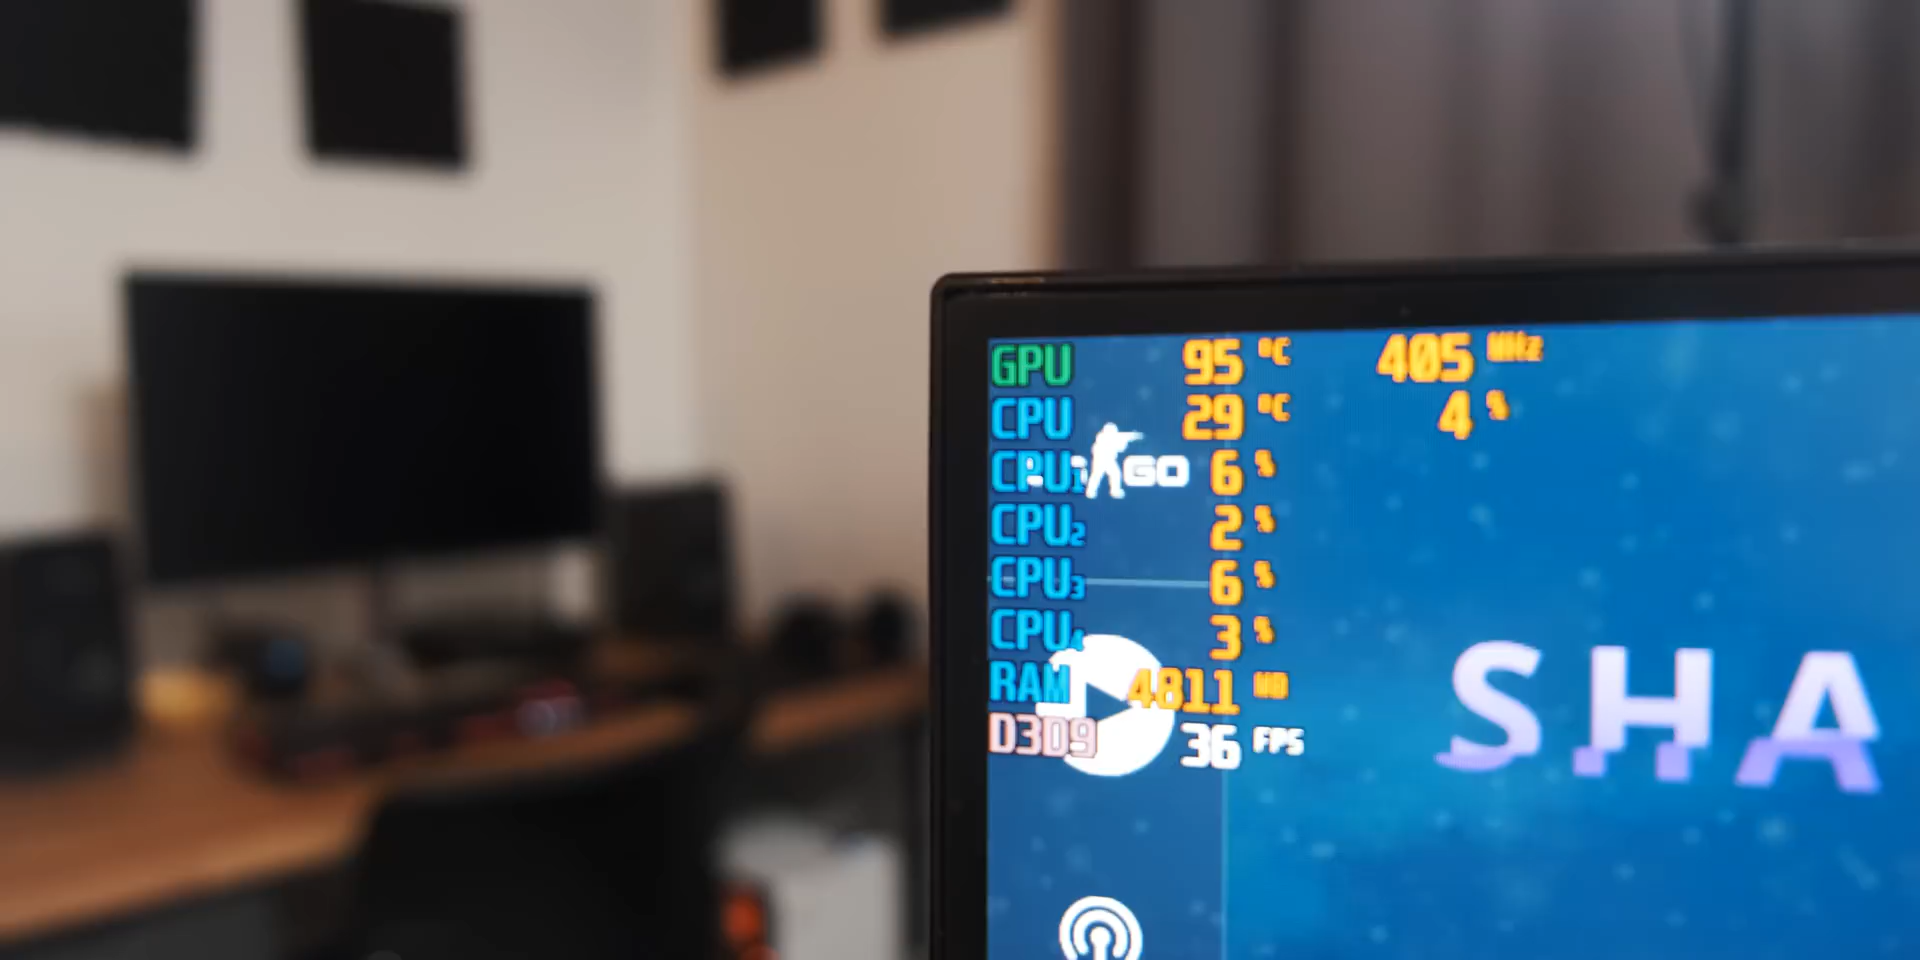 GPU 95 °C 405 MHz
CPU 29 °C 4 %
CPU1 6 %
GO
CPU2 2 %
CPU3 6 %
CPU4 3 %
RAM 4811 MB
D3D9 36 FPS
SHA